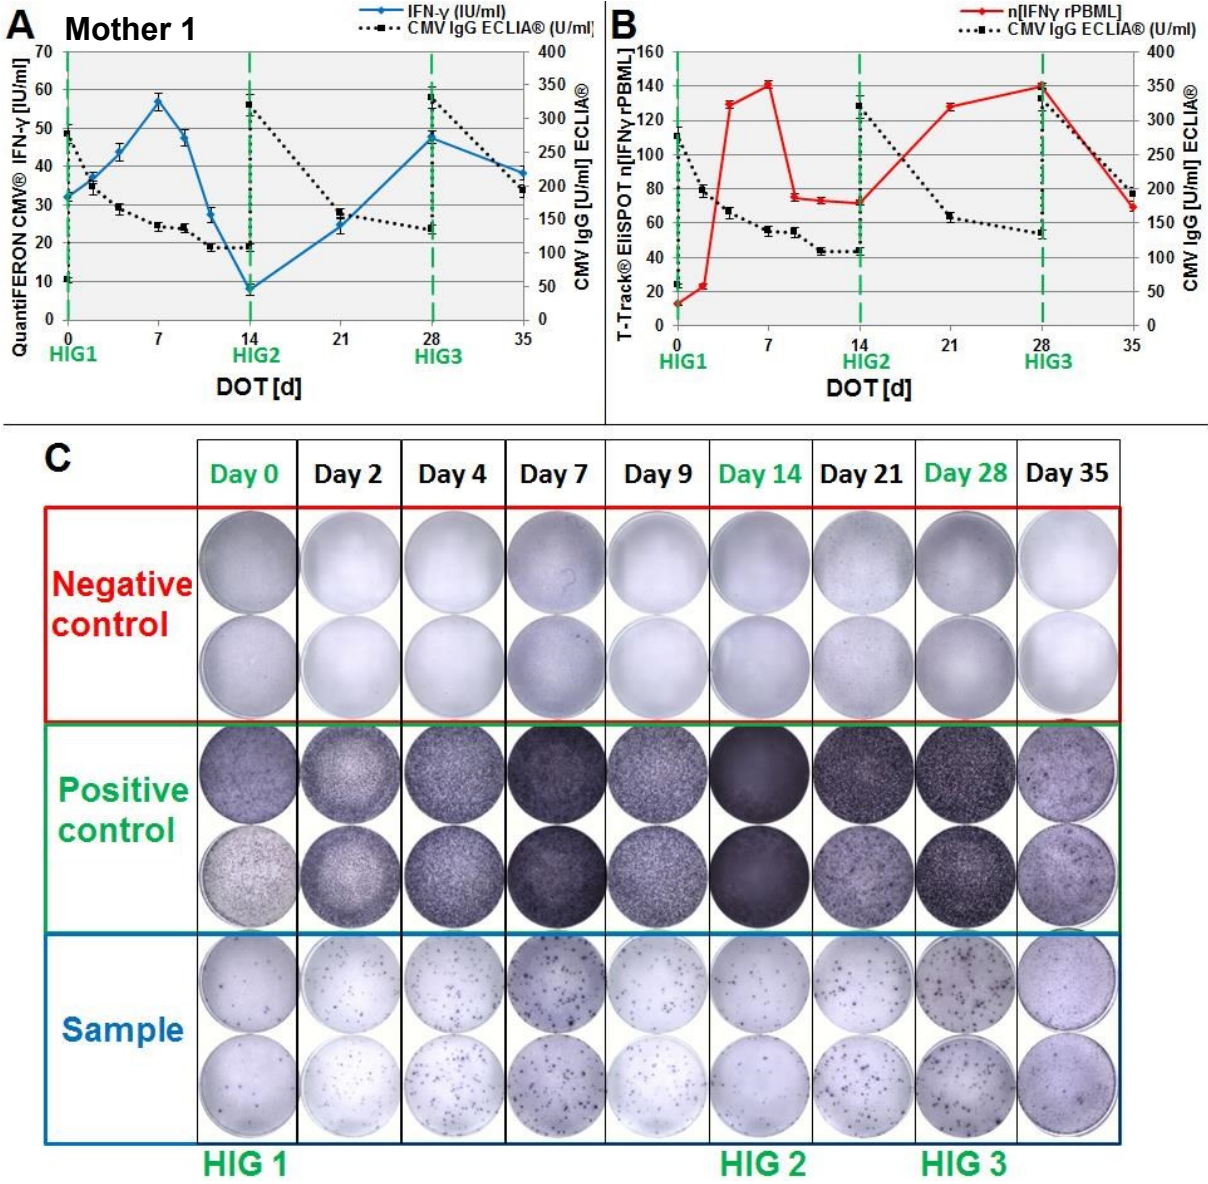 A Mother 1
IFN-γ (IU/ml)
CMV IgG ECLIA® (U/ml)
QuantiFERON CMV® IFN-γ [IU/ml]
70
60
50
40
30
20
10
0
400
350
300
250
200
150
100
50
0
CMV IgG [U/ml] ECLIA®
0 7 14 21 28 35
HIG1 HIG2 HIG3
DOT [d]
B
n[IFNγ rPBML]
CMV IgG ECLIA® (U/ml)
T-Track® EliSPOT n[IFNγ rPBML]
160
140
120
100
80
60
40
20
0
400
350
300
250
200
150
100
50
0
CMV IgG [U/ml] ECLIA®
0 7 14 21 28 35
HIG1 HIG2 HIG3
DOT [d]
C
Day 0 Day 2 Day 4 Day 7 Day 9 Day 14 Day 21 Day 28 Day 35
Negative
control
Positive
control
Sample
HIG 1 HIG 2 HIG 3